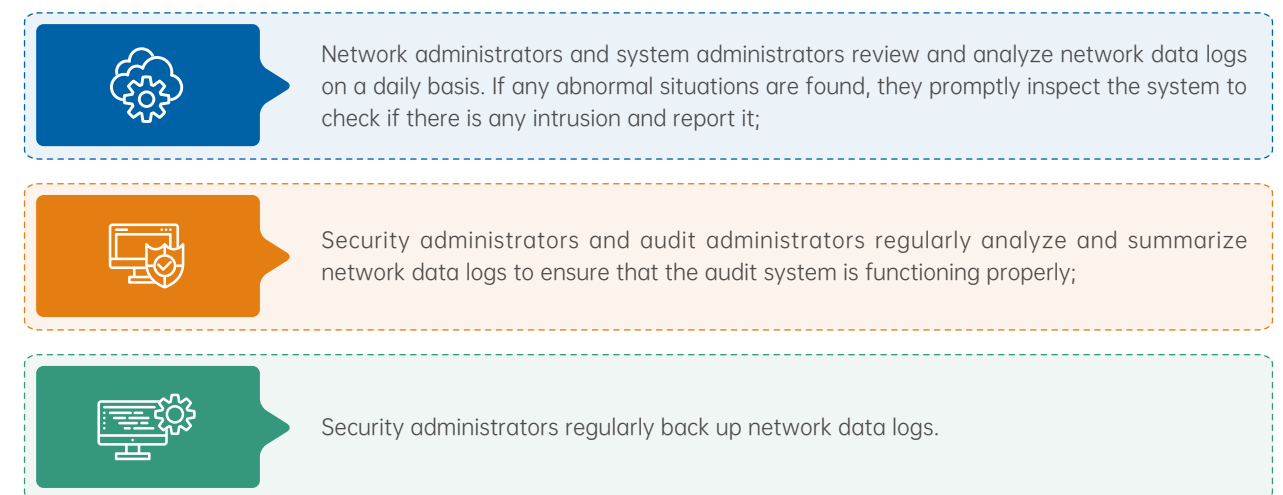 Network administrators and system administrators review and analyze network data logs
on a daily basis. If any abnormal situations are found, they promptly inspect the system to
check if there is any intrusion and report it;
Security administrators and audit administrators regularly analyze and summarize
network data logs to ensure that the audit system is functioning properly;
Security administrators regularly back up network data logs.